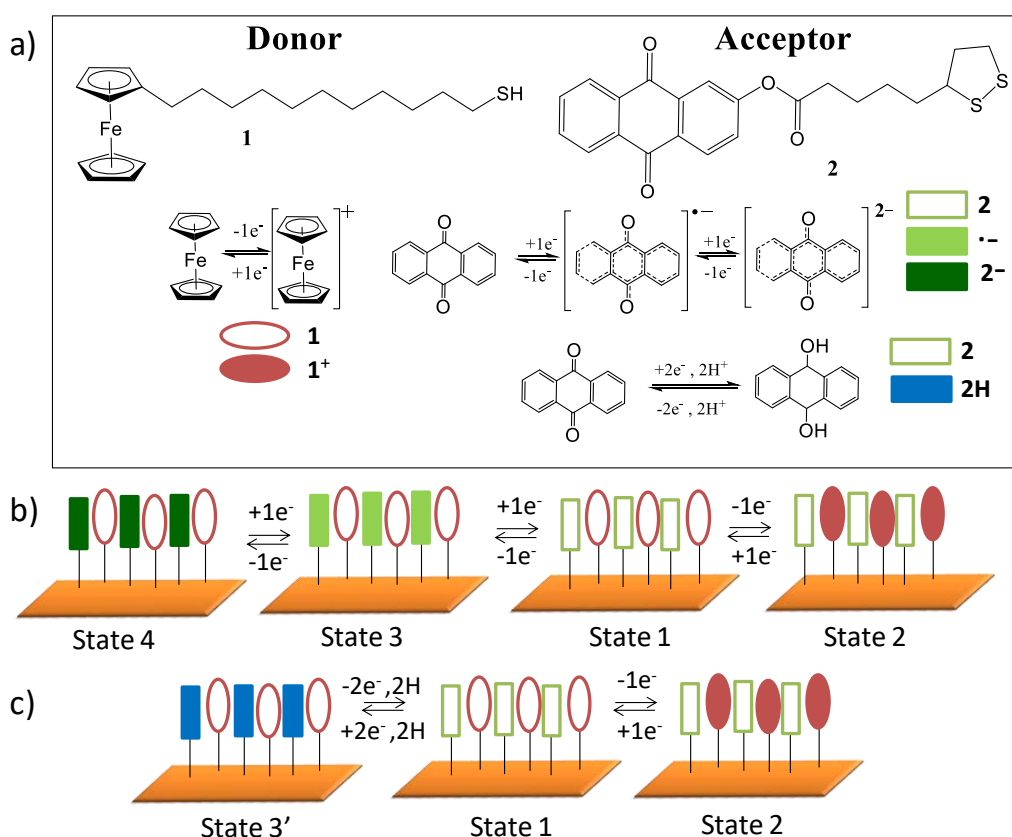 a)
Donor
Acceptor
SH
Fe
1
O
O
O
O
S
S
2
-1e⁻
+1e⁻
Fe
Fe
+
O
O
+1e⁻
-1e⁻
O
O
•−
+1e⁻
-1e⁻
O
O
2−
2
·−
2⁻
1
1⁺
O
O
+2e⁻ , 2H⁺
-2e⁻ , 2H⁺
OH
OH
2
2H
b)
+1e⁻
-1e⁻
+1e⁻
-1e⁻
-1e⁻
+1e⁻
State 4
State 3
State 1
State 2
c)
-2e⁻,2H
+2e⁻,2H
-1e⁻
+1e⁻
State 3'
State 1
State 2